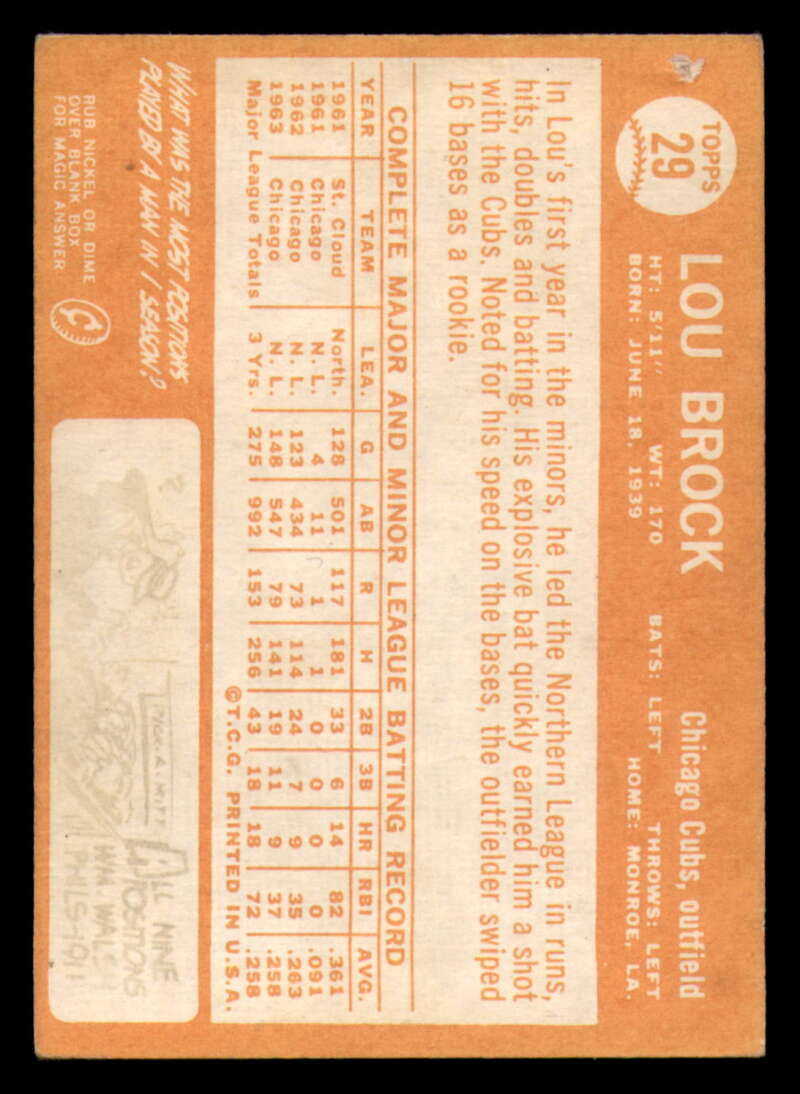 TOPPS
29
LOU BROCK
Chicago Cubs, outfield
HT: 5'11" WT: 170 BATS: LEFT THROWS: LEFT
BORN: JUNE 18, 1939 HOME: MONROE, LA.
In Lou's first year in the minors, he led the Northern League in runs,
hits, doubles and batting. His explosive bat quickly earned him a shot
with the Cubs. Noted for his speed on the bases, the outfielder swiped
16 bases as a rookie.
COMPLETE MAJOR AND MINOR LEAGUE BATTING RECORD
YEAR TEAM LEA. G AB R H 2B 3B HR RBI AVG.
1961 St. Cloud North. 128 501 117 181 33 6 14 82 .361
1961 Chicago N. L. 4 11 1 1 0 0 0 0 .091
1962 Chicago N. L. 123 434 73 114 24 7 9 35 .263
1963 Chicago N. L. 148 547 79 141 19 11 9 37 .258
Major League Totals 3 Yrs. 275 992 153 256 43 18 18 72 .258
©T.C.G. PRINTED IN U.S.A.
WHAT WAS THE MOST POSITIONS
PLAYED BY A MAN IN 1 SEASON?
RUB NICKEL OR DIME
OVER BLANK BOX
FOR MAGIC ANSWER
C
PICK-A-MITT
ALL NINE
POSITIONS
WM WALSH
PHILS-1911